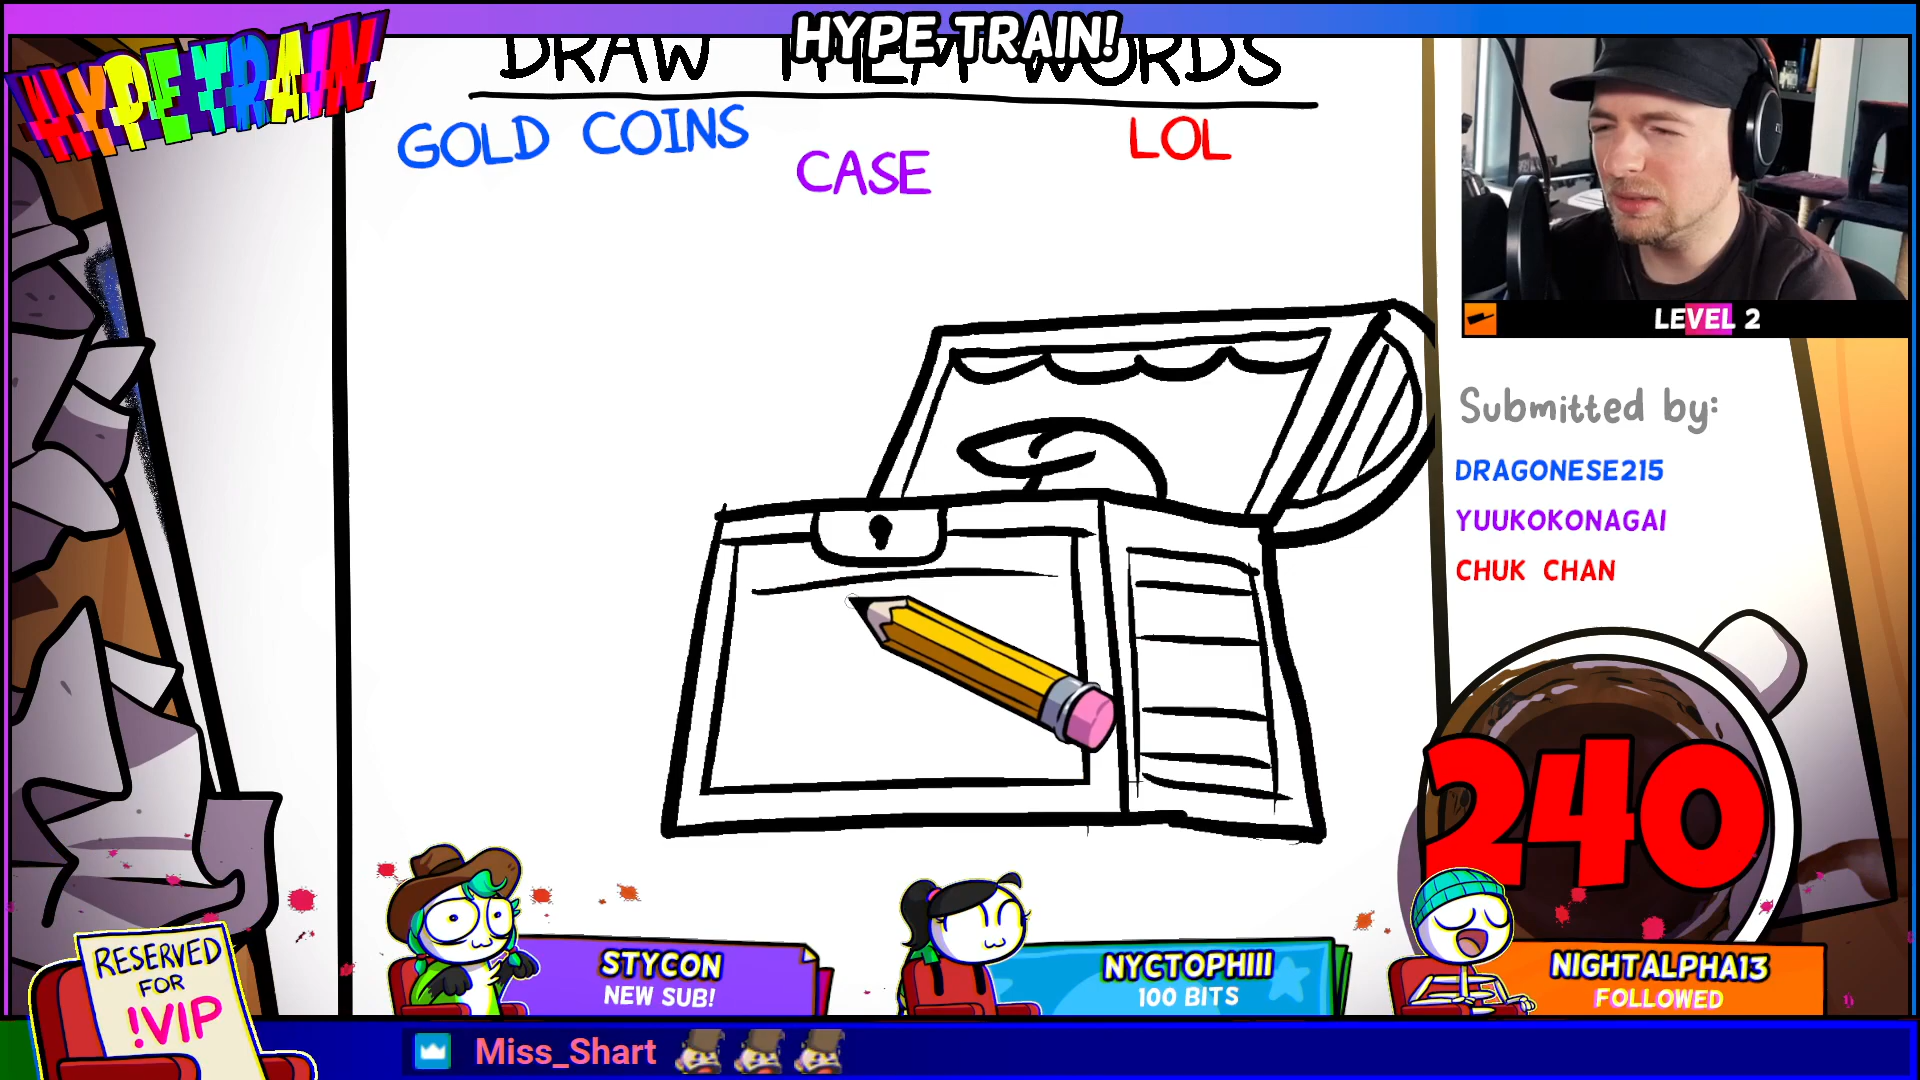 HYPE TRAIN!
HYPE TRAIN
DRAW THEM WORDS
GOLD COINS
CASE
LOL
LEVEL 2
Submitted by:
DRAGONESE215
YUUKOKONAGAI
CHUK CHAN
240
RESERVED
FOR
!VIP
STYCON
NEW SUB!
NYCTOPHIII
100 BITS
NIGHTALPHA13
FOLLOWED
Miss_Shart